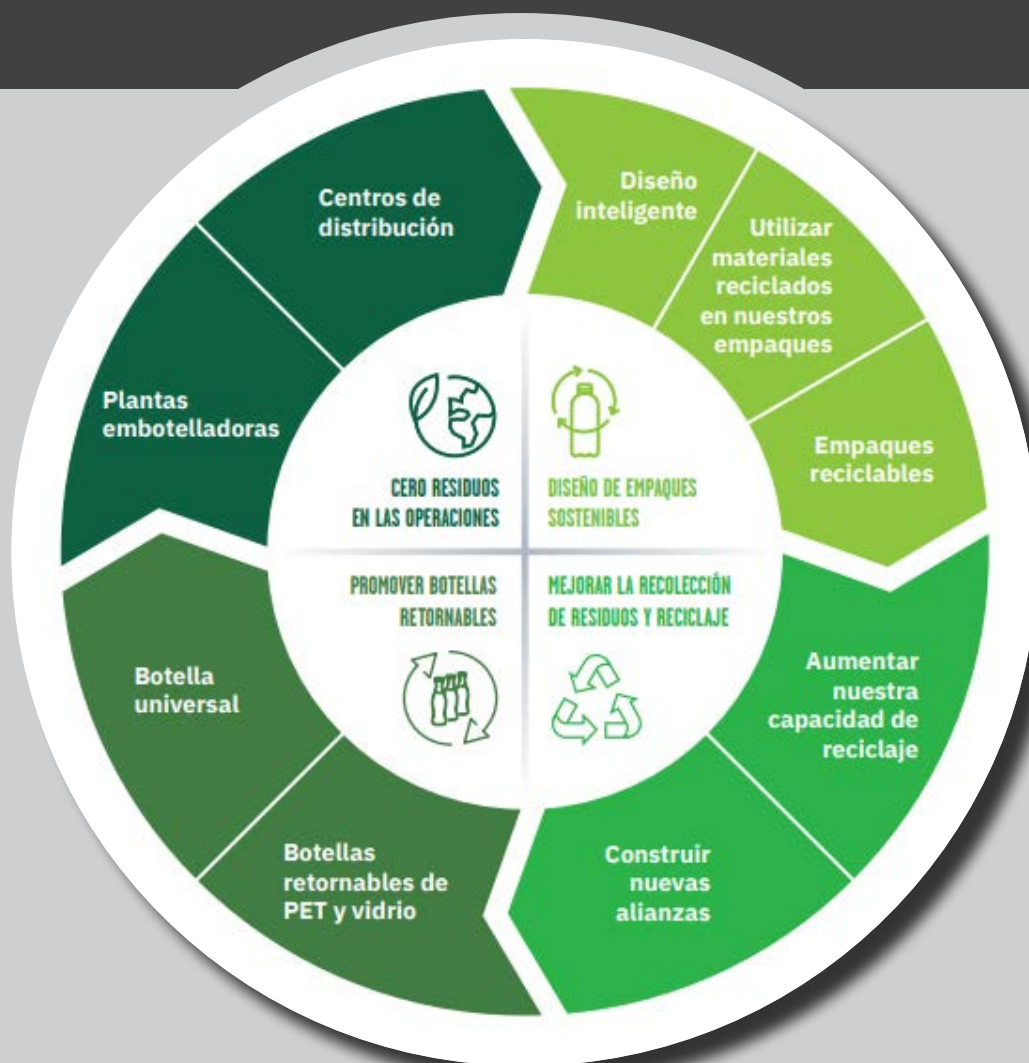 Centros de
distribución
Diseño
inteligente
Utilizar
materiales
reciclados
en nuestros
empaques
Plantas
embotelladoras
Empaques
reciclables
CERO RESIDUOS
EN LAS OPERACIONES
DISEÑO DE EMPAQUES
SOSTENIBLES
PROMOVER BOTELLAS
RETORNABLES
MEJORAR LA RECOLECCIÓN
DE RESIDUOS Y RECICLAJE
Botella
universal
Aumentar
nuestra
capacidad de
reciclaje
Botellas
retornables de
PET y vidrio
Construir
nuevas
alianzas